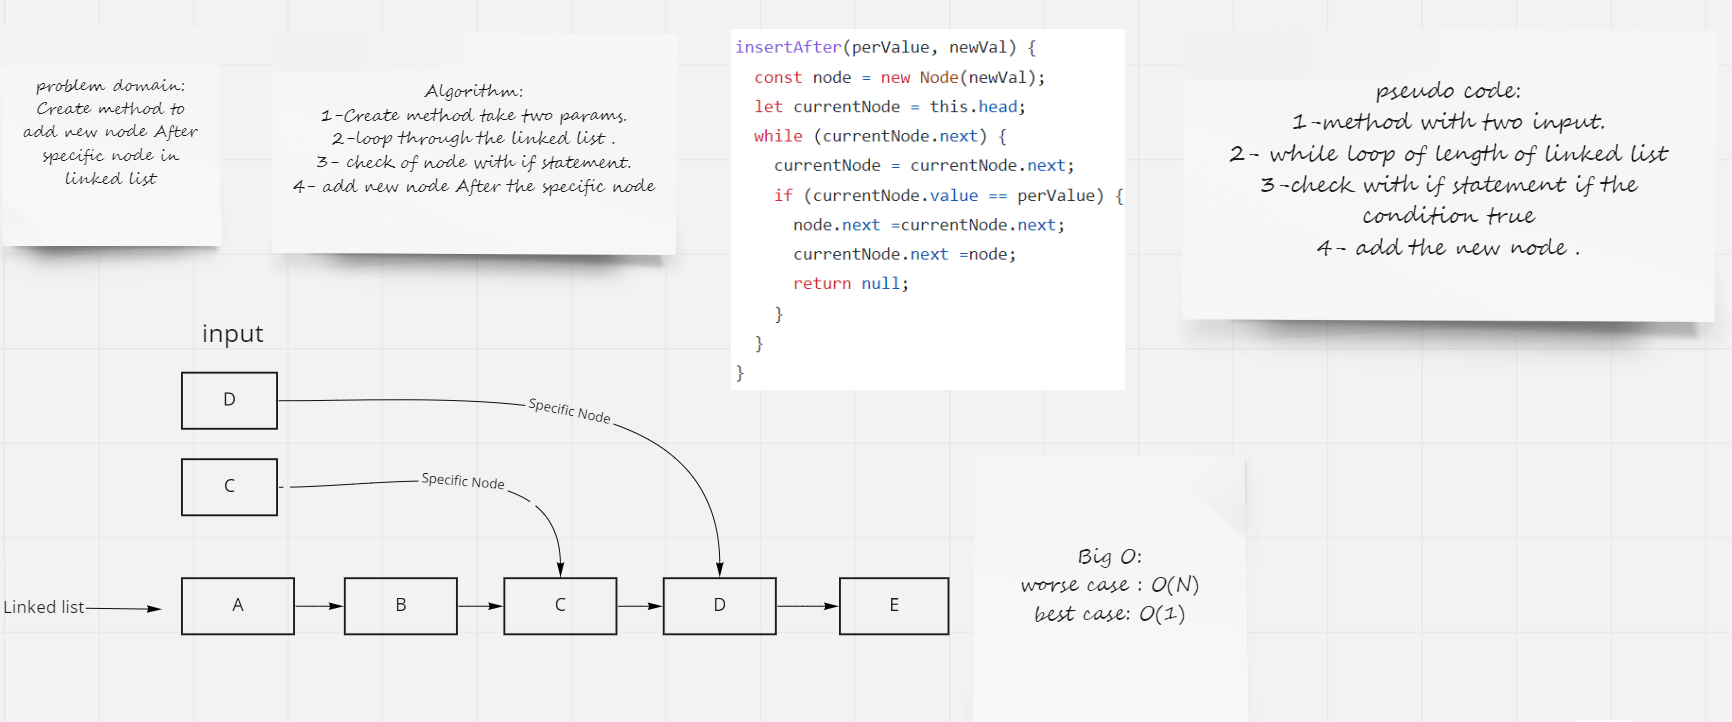 problem domain:
Create method to
add new node After
specific node in
linked list
Algorithm:
1-Create method take two params.
2-loop through the linked list .
3- check of node with if statement.
4- add new node After the specific node
insertAfter(perValue, newVal) {
const node = new Node(newVal);
let currentNode = this.head;
while (currentNode.next) {
currentNode = currentNode.next;
if (currentNode.value == perValue) {
node.next =currentNode.next;
currentNode.next =node;
return null;
}
}
}
pseudo code:
1-method with two input.
2- while loop of length of linked list
3-check with if statement if the
condition true
4- add the new node .
input
D
Specific Node
C
Specific Node
Linked list
A
B
C
D
E
Big O:
worse case : O(N)
best case: O(1)